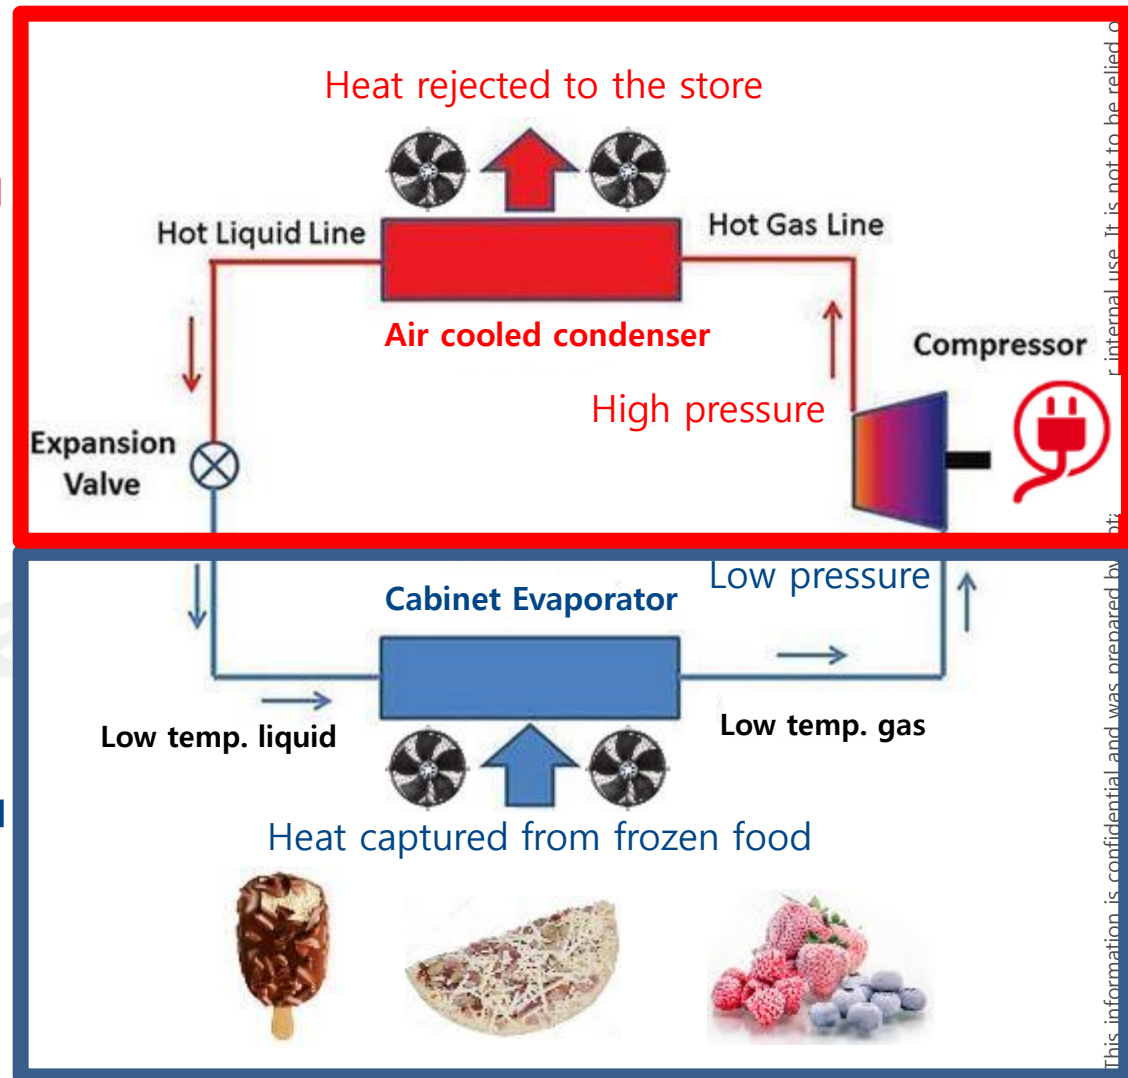 Heat rejected to the store
Hot Liquid Line
Hot Gas Line
Air cooled condenser
Compressor
High pressure
Expansion
Valve
Low pressure
Cabinet Evaporator
Low temp. liquid
Low temp. gas
Heat captured from frozen food
This information is confidential and was prepared by
r internal use. It is not to be relied o